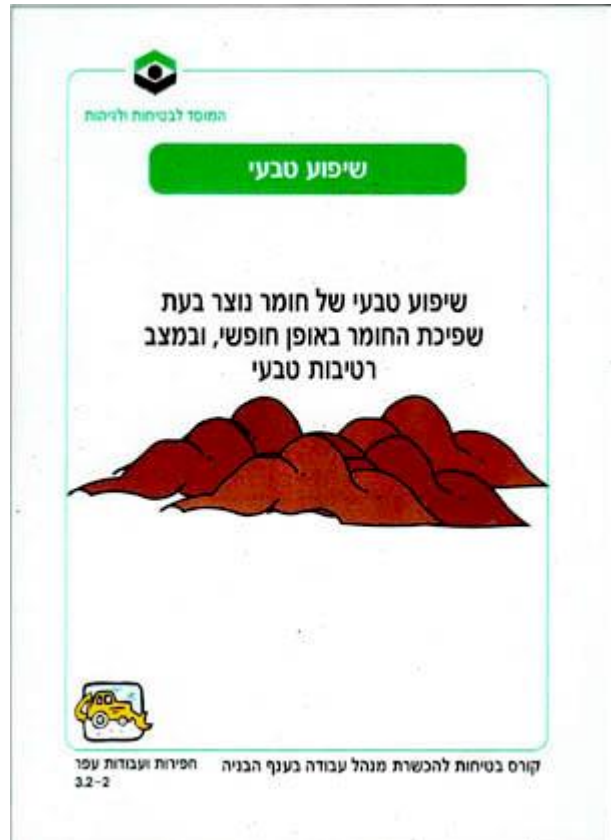 המוסד לבטיחות ולגיהות
שיפוע טבעי
שיפוע טבעי של חומר נוצר בעת
שפיכת החומר באופן חופשי, ובמצב
רטיבות טבעי
קורס בטיחות להכשרת מנהל עבודה בענף הבניה
חפירות ועבודות עפר
3.2-2